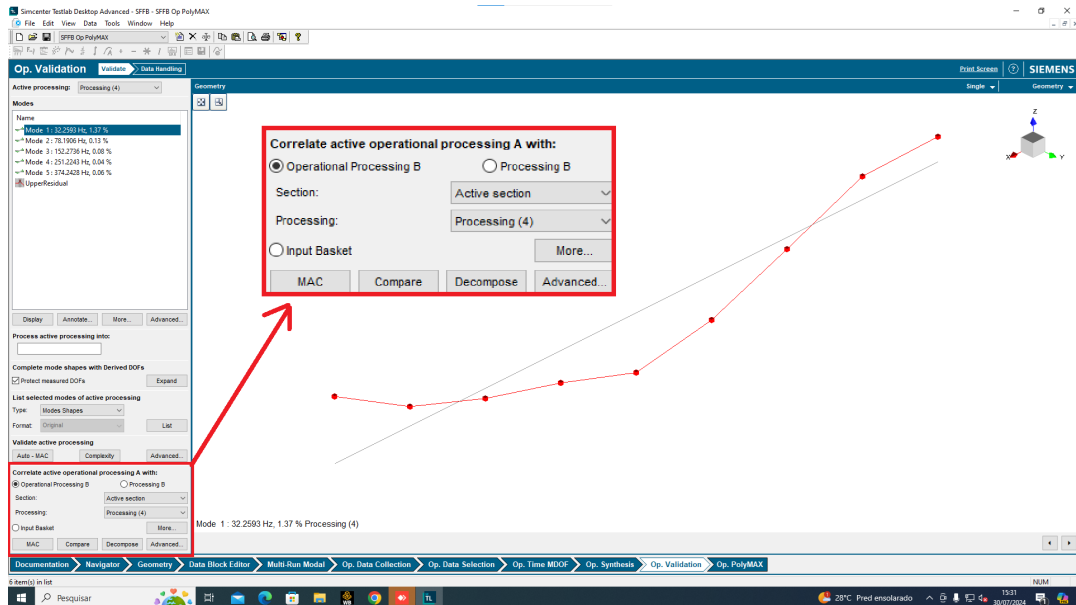 Simcenter Testlab Desktop Advanced - SFFB - SFFB Op PolyMAX
File Edit View Data Tools Window Help
SFFB Op PolyMAX
Op. Validation Validate Data Handling Print Screen SIEMENS
Active processing: Processing (4)
Geometry Single Geometry
Modes
Name
Mode 1 : 32.2593 Hz, 1.37 %
Mode 2 : 78.1906 Hz, 0.13 %
Mode 3 : 152.2736 Hz, 0.08 %
Mode 4 : 251.2243 Hz, 0.04 %
Mode 5 : 374.2428 Hz, 0.06 %
UpperResidual
Z
X Y
Correlate active operational processing A with:
Operational Processing B Processing B
Section: Active section
Processing: Processing (4)
Input Basket More...
MAC Compare Decompose Advanced...
Display Annotate... More... Advanced...
Process active processing into:
Complete mode shapes with Derived DOFs
Protect measured DOFs Expand
List selected modes of active processing
Type: Modes Shapes
Format: Original List
Validate active processing
Auto - MAC Complexity Advanced...
Correlate active operational processing A with:
Operational Processing B Processing B
Section: Active section
Processing: Processing (4)
Input Basket More...
MAC Compare Decompose Advanced...
Mode 1 : 32.2593 Hz, 1.37 % Processing (4)
Documentation Navigator Geometry Data Block Editor Multi-Run Modal Op. Data Collection Op. Data Selection Op. Time MDOF Op. Synthesis Op. Validation Op. PolyMAX
6 item(s) in list NUM
Pesquisar 28°C Pred ensolarado 15:31
30/07/2024